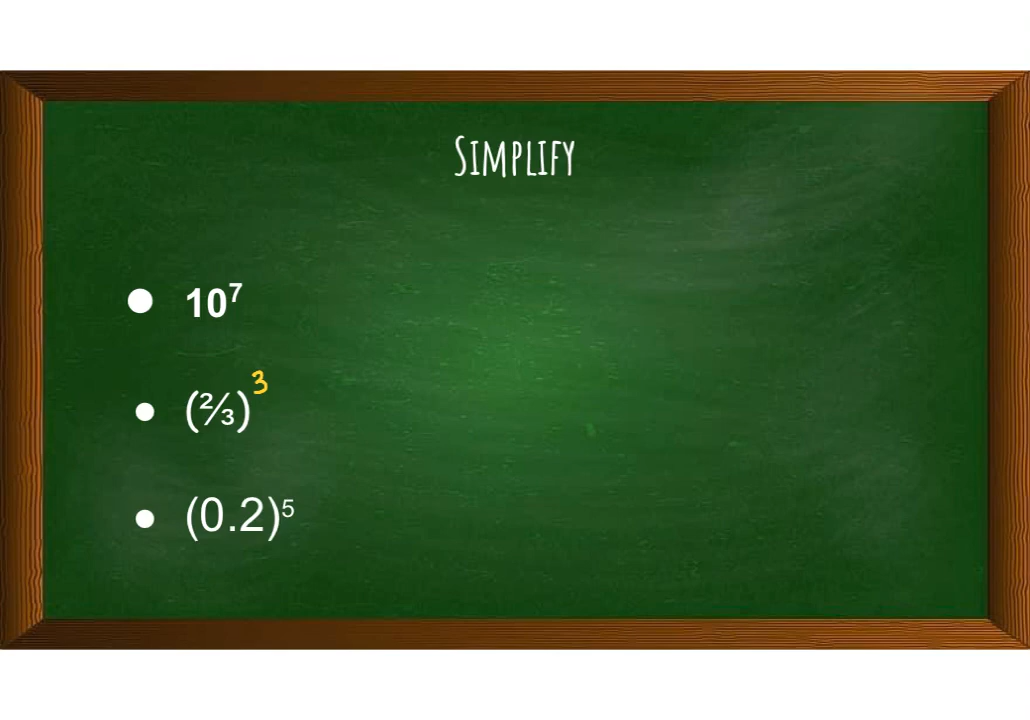 Simplify
● 10⁷
● (⅔)³
● (0.2)⁵